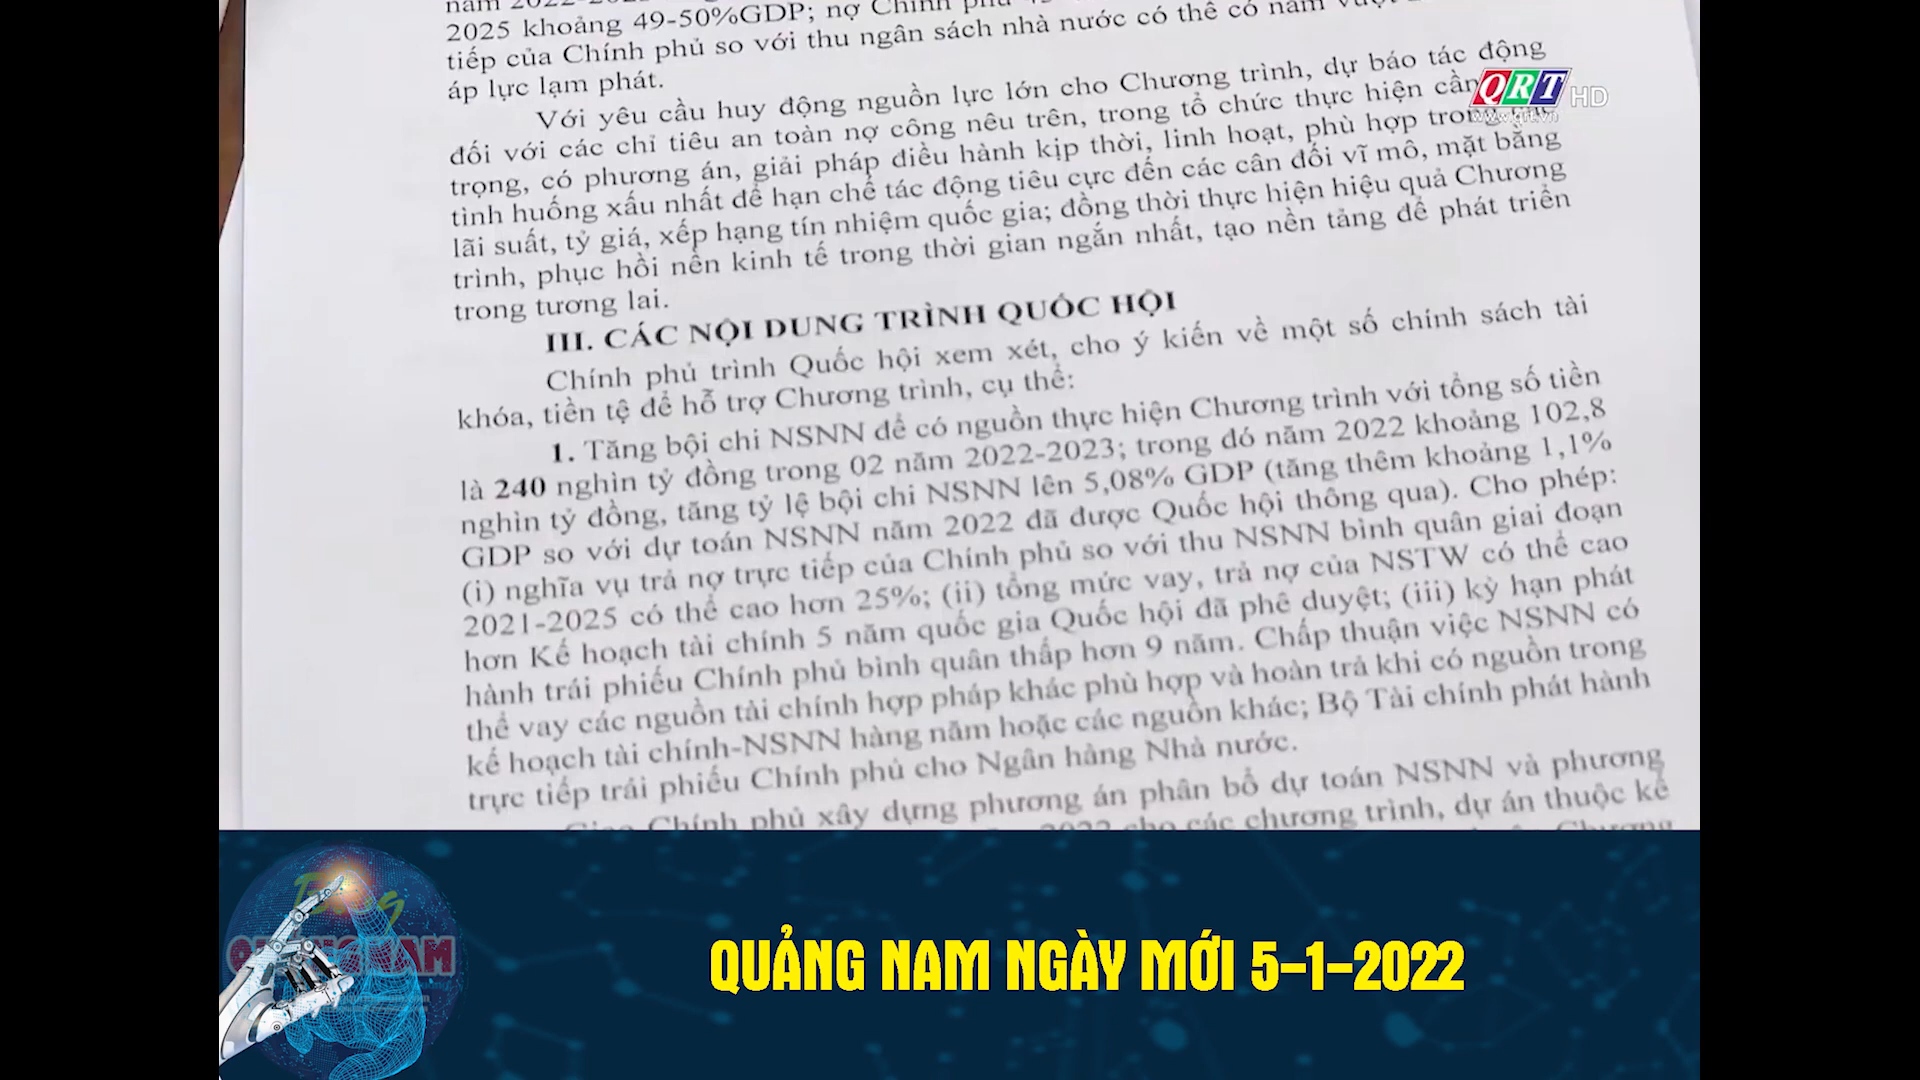 2025 khoảng 49-50%GDP; nợ Chính
tiếp của Chính phủ so với thu ngân sách nhà nước có thể có năm
áp lực lạm phát.
Với yêu cầu huy động nguồn lực lớn cho Chương trình, dự báo tác động
đối với các chỉ tiêu an toàn nợ công nêu trên, trong tổ chức thực hiện cần
trọng, có phương án, giải pháp điều hành kịp thời, linh hoạt, phù hợp trong các
tình huống xấu nhất để hạn chế tác động tiêu cực đến các cân đối vĩ mô, mặt bằng
lãi suất, tỷ giá, xếp hạng tín nhiệm quốc gia; đồng thời thực hiện hiệu quả Chương
trình, phục hồi nền kinh tế trong thời gian ngắn nhất, tạo nền tảng để phát triển
trong tương lai.
III. CÁC NỘI DUNG TRÌNH QUỐC HỘI
Chính phủ trình Quốc hội xem xét, cho ý kiến về một số chính sách tài
khóa, tiền tệ để hỗ trợ Chương trình, cụ thể:
1. Tăng bội chi NSNN để có nguồn thực hiện Chương trình với tổng số tiền
là 240 nghìn tỷ đồng trong 02 năm 2022-2023; trong đó năm 2022 khoảng 102,8
nghìn tỷ đồng, tăng tỷ lệ bội chi NSNN lên 5,08% GDP (tăng thêm khoảng 1,1%
GDP so với dự toán NSNN năm 2022 đã được Quốc hội thông qua). Cho phép:
(i) nghĩa vụ trả nợ trực tiếp của Chính phủ so với thu NSNN bình quân giai đoạn
2021-2025 có thể cao hơn 25%; (ii) tổng mức vay, trả nợ của NSTW có thể cao
hơn Kế hoạch tài chính 5 năm quốc gia Quốc hội đã phê duyệt; (iii) kỳ hạn phát
hành trái phiếu Chính phủ bình quân thấp hơn 9 năm. Chấp thuận việc NSNN có
thể vay các nguồn tài chính hợp pháp khác phù hợp và hoàn trả khi có nguồn trong
kế hoạch tài chính-NSNN hàng năm hoặc các nguồn khác; Bộ Tài chính phát hành
trực tiếp trái phiếu Chính phủ cho Ngân hàng Nhà nước.
Giao Chính phủ xây dựng phương án phân bổ dự toán NSNN và phương
2022 cho các chương trình, dự án thuộc kế
Chương
QRT HD
www.qrt.vn
QUẢNG NAM
QUẢNG NAM NGÀY MỚI 5-1-2022